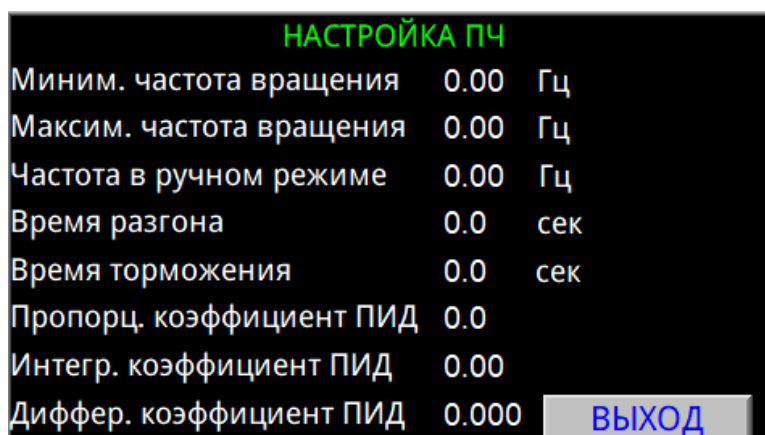 НАСТРОЙКА ПЧ
Миним. частота вращения 0.00 Гц
Максим. частота вращения 0.00 Гц
Частота в ручном режиме 0.00 Гц
Время разгона 0.0 сек
Время торможения 0.0 сек
Пропорц. коэффициент ПИД 0.0
Интегр. коэффициент ПИД 0.00
Диффер. коэффициент ПИД 0.000 ВЫХОД